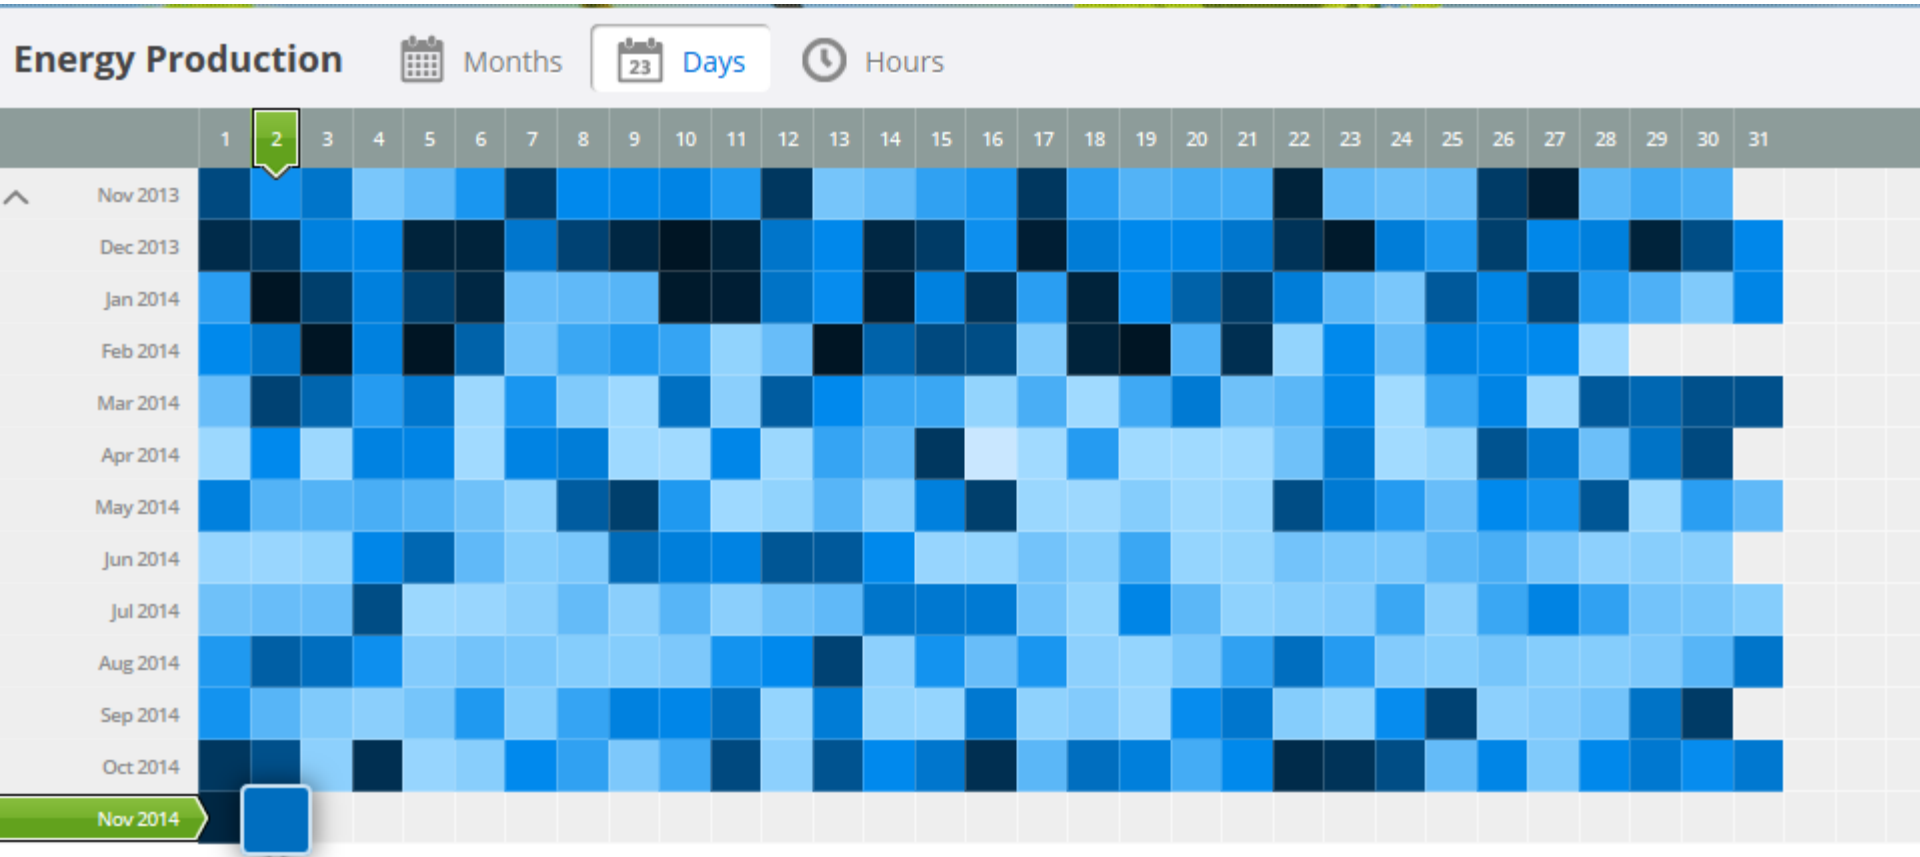 Energy Production Months 23 Days Hours
1 2 3 4 5 6 7 8 9 10 11 12 13 14 15 16 17 18 19 20 21 22 23 24 25 26 27 28 29 30 31
Nov 2013
Dec 2013
Jan 2014
Feb 2014
Mar 2014
Apr 2014
May 2014
Jun 2014
Jul 2014
Aug 2014
Sep 2014
Oct 2014
Nov 2014